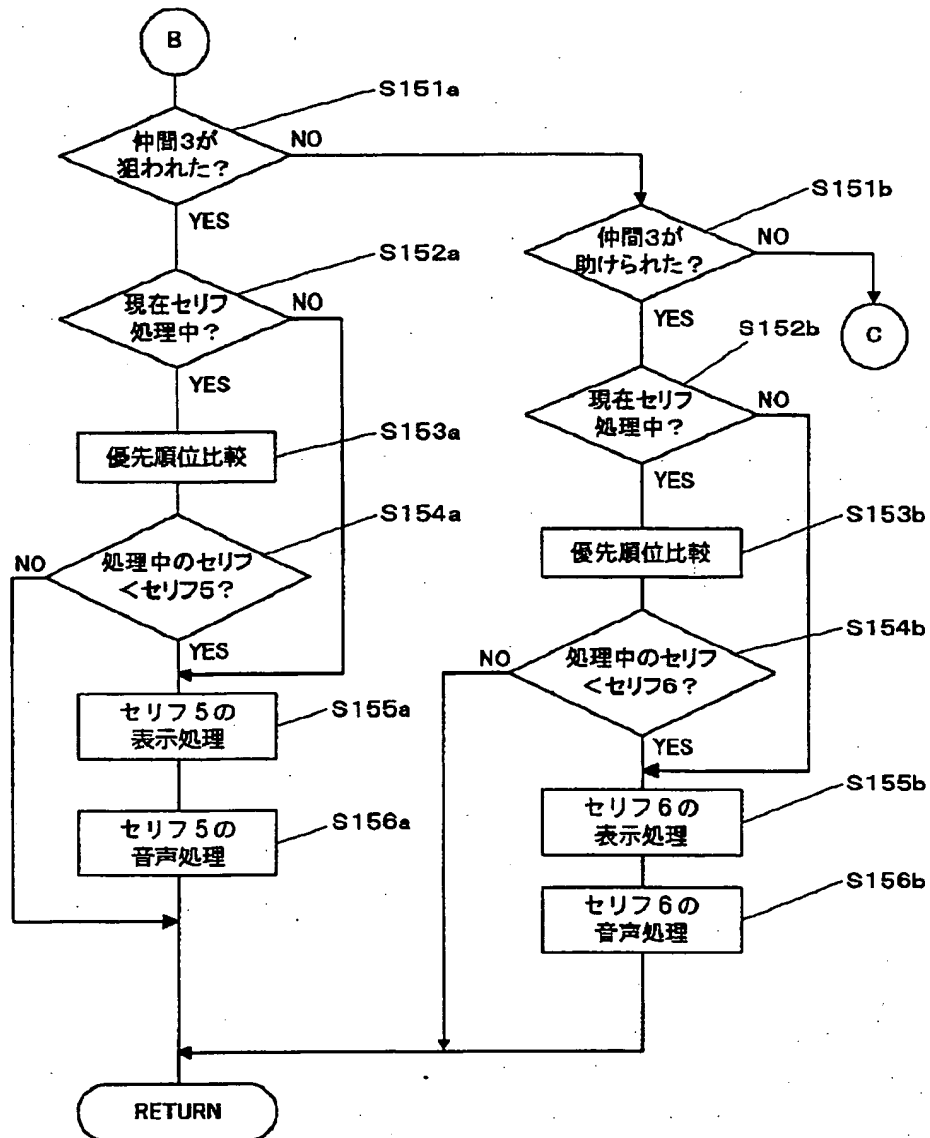 B
S151a
仲間3が
狙われた?
NO
YES
S151b
仲間3が
助けられた?
NO
YES
C
S152a
現在セリフ
処理中?
NO
YES
S152b
現在セリフ
処理中?
NO
YES
S153a
優先順位比較
S153b
優先順位比較
S154a
処理中のセリフ
<セリフ5?
NO
YES
S154b
処理中のセリフ
<セリフ6?
NO
YES
S155a
セリフ5の
表示処理
S155b
セリフ6の
表示処理
S156a
セリフ5の
音声処理
S156b
セリフ6の
音声処理
RETURN